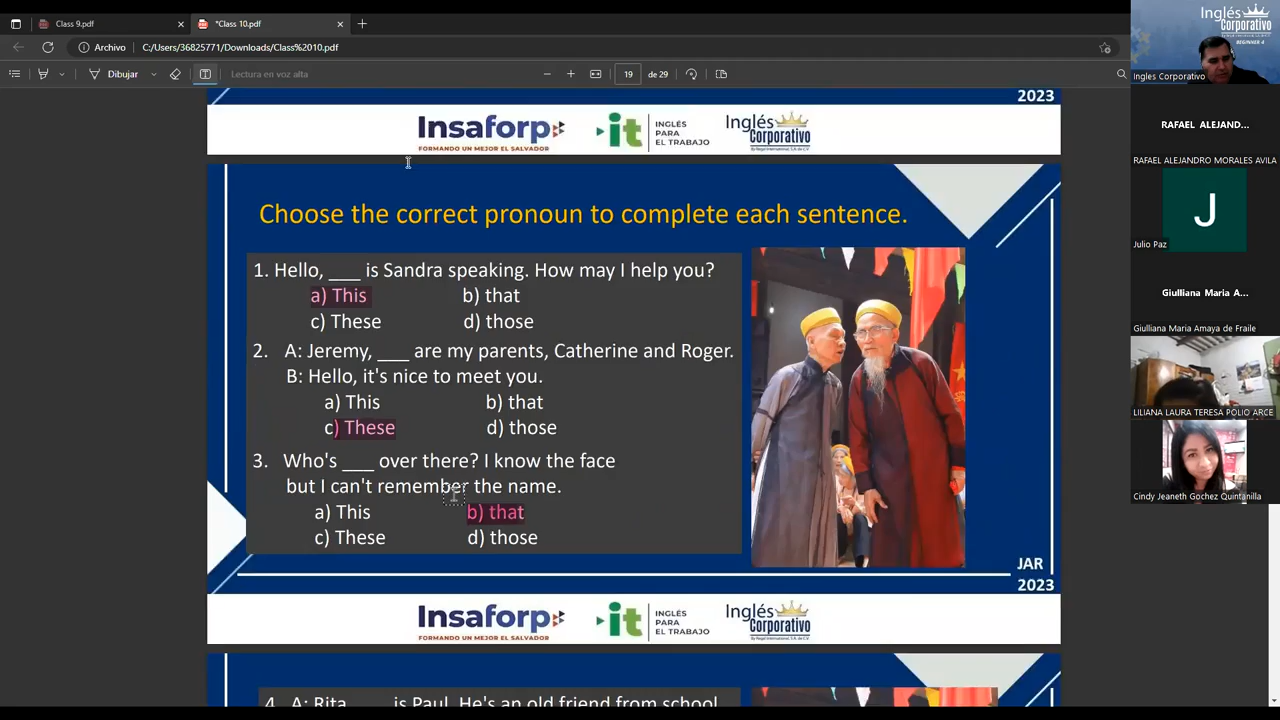 Class 9.pdf
*Class 10.pdf
Archivo
C:/Users/36825771/Downloads/Class%2010.pdf
Dibujar
Lectura en voz alta
19
de 29
2023
Insaforp
FORMANDO UN MEJOR EL SALVADOR
it
INGLÉS
PARA
EL TRABAJO
Inglés
Corporativo
Choose the correct pronoun to complete each sentence.
1. Hello, ___ is Sandra speaking. How may I help you?
a) This b) that
c) These d) those
2. A: Jeremy, ___ are my parents, Catherine and Roger.
B: Hello, it's nice to meet you.
a) This b) that
c) These d) those
3. Who's ___ over there? I know the face
but I can't remember the name.
a) This b) that
c) These d) those
JAR
2023
Insaforp
FORMANDO UN MEJOR EL SALVADOR
it
INGLÉS
PARA
EL TRABAJO
Inglés
Corporativo
4. A: Rita, ___ is Paul. He's an old friend from school.
Inglés
Corporativo
BEGINNER 4
Ingles Corporativo
RAFAEL ALEJAND...
RAFAEL ALEJANDRO MORALES AVILA
J
Julio Paz
Giulliana Maria A...
Giulliana Maria Amaya de Fraile
LILIANA LAURA TERESA POLIO ARCE
Cindy Jeaneth Gochez Quintanilla